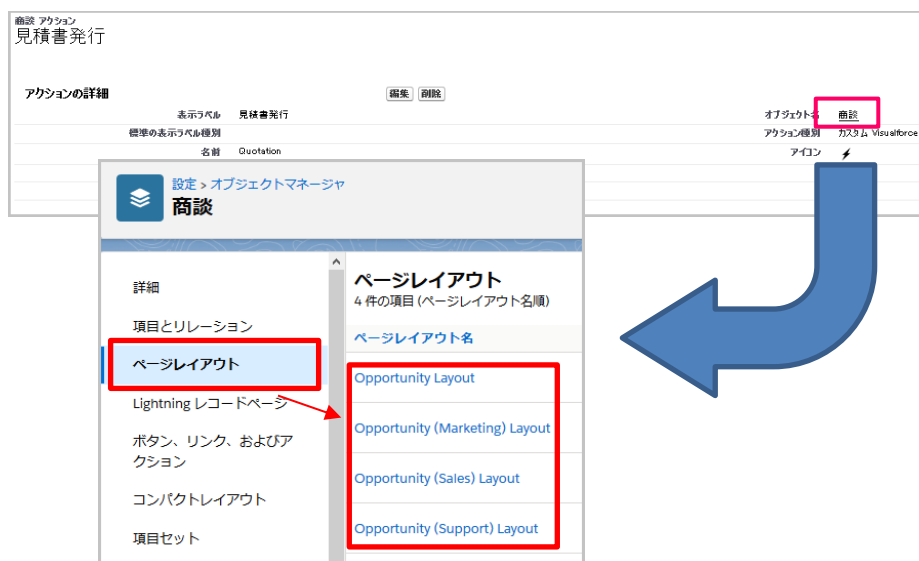 商談 アクション
見積書発行
アクションの詳細
編集 削除
表示ラベル 見積書発行
オブジェクト名 商談
標準の表示ラベル種別
アクション種別 カスタム Visualforce
名前 Quotation
アイコン
設定 > オブジェクトマネージャ
商談
詳細
項目とリレーション
ページレイアウト
Lightning レコードページ
ボタン、リンク、およびア
クション
コンパクトレイアウト
項目セット
ページレイアウト
4 件の項目 (ページレイアウト名順)
ページレイアウト名
Opportunity Layout
Opportunity (Marketing) Layout
Opportunity (Sales) Layout
Opportunity (Support) Layout